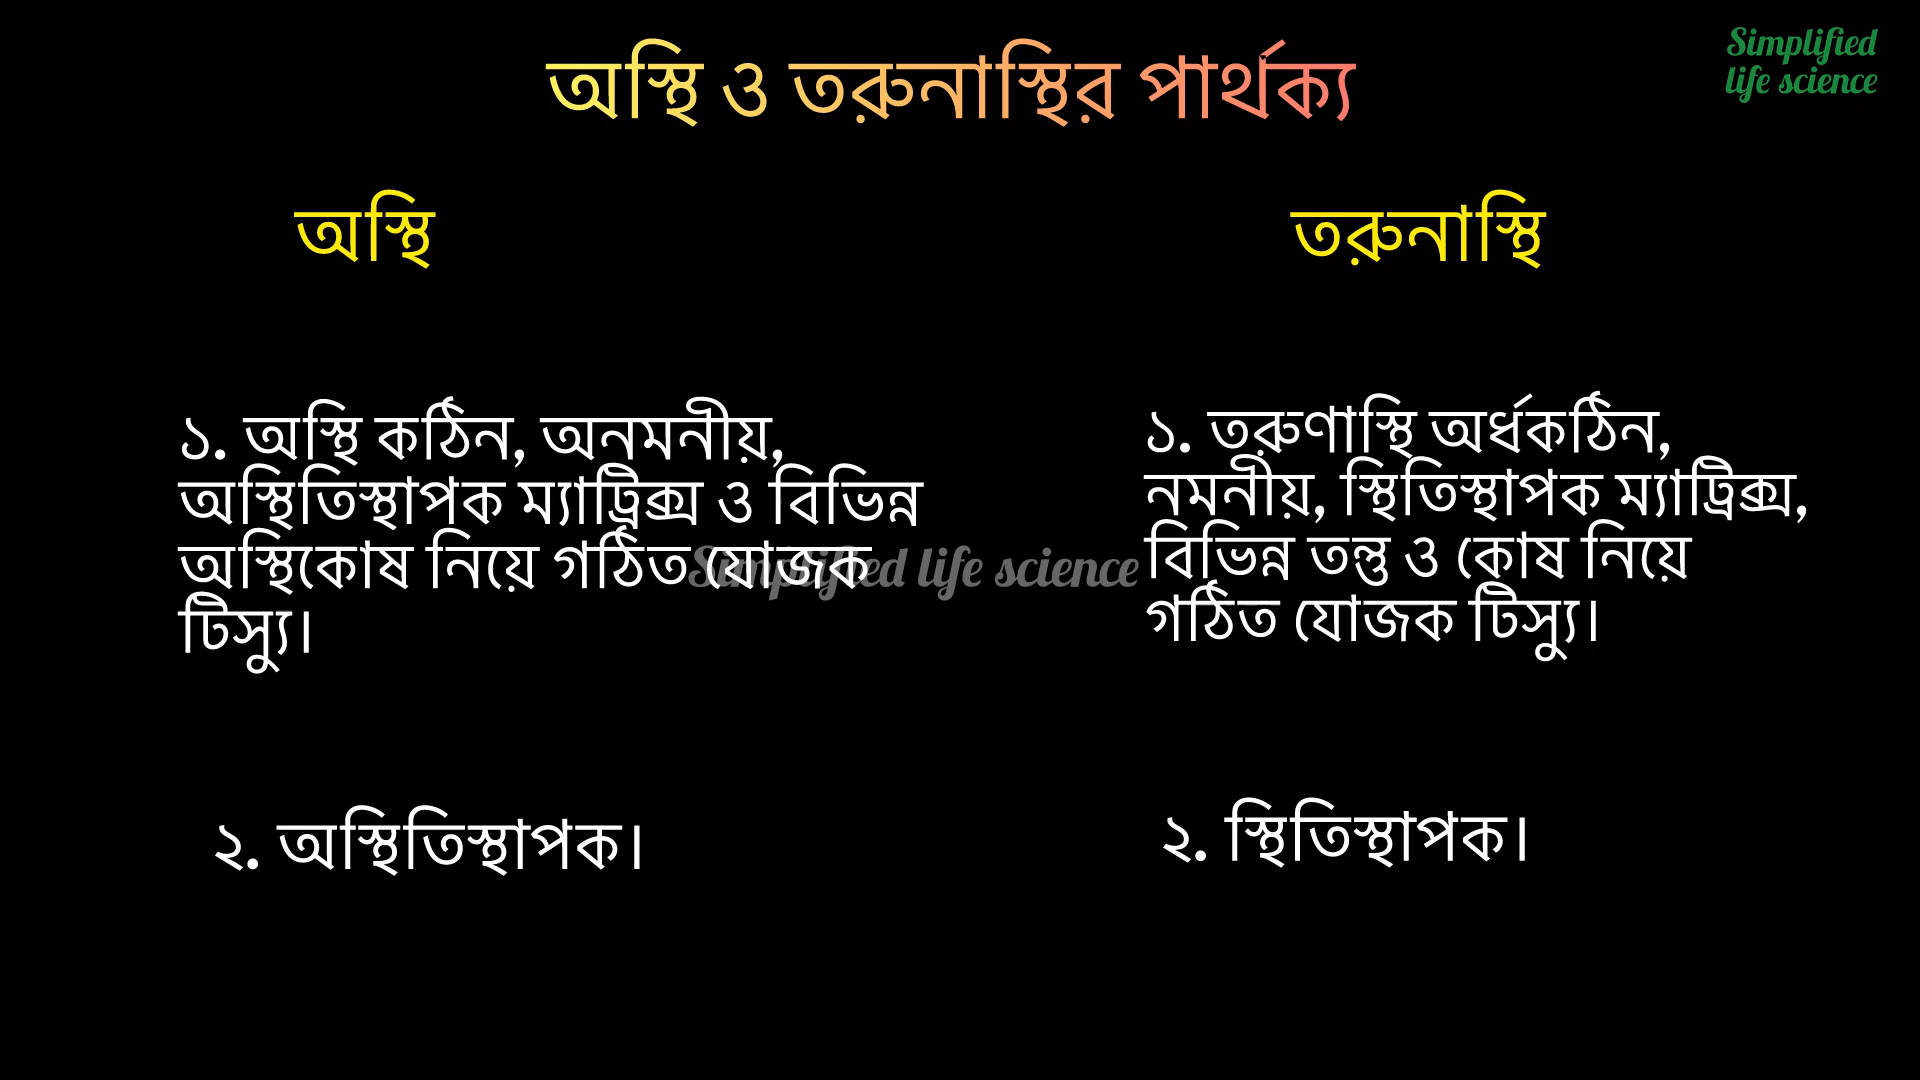 অস্থি ও তরুনাস্থির পার্থক্য
Simplified
life science
অস্থি
তরুনাস্থি
১. অস্থি কঠিন, অনমনীয়,
অস্থিতিস্থাপক ম্যাট্রিক্স ও বিভিন্ন
অস্থিকোষ নিয়ে গঠিত যোজক
টিস্যু।
১. তরুণাস্থি অর্ধকঠিন,
নমনীয়, স্থিতিস্থাপক ম্যাট্রিক্স,
বিভিন্ন তন্তু ও কোষ নিয়ে
গঠিত যোজক টিস্যু।
Simplified life science
২. অস্থিতিস্থাপক।
২. স্থিতিস্থাপক।